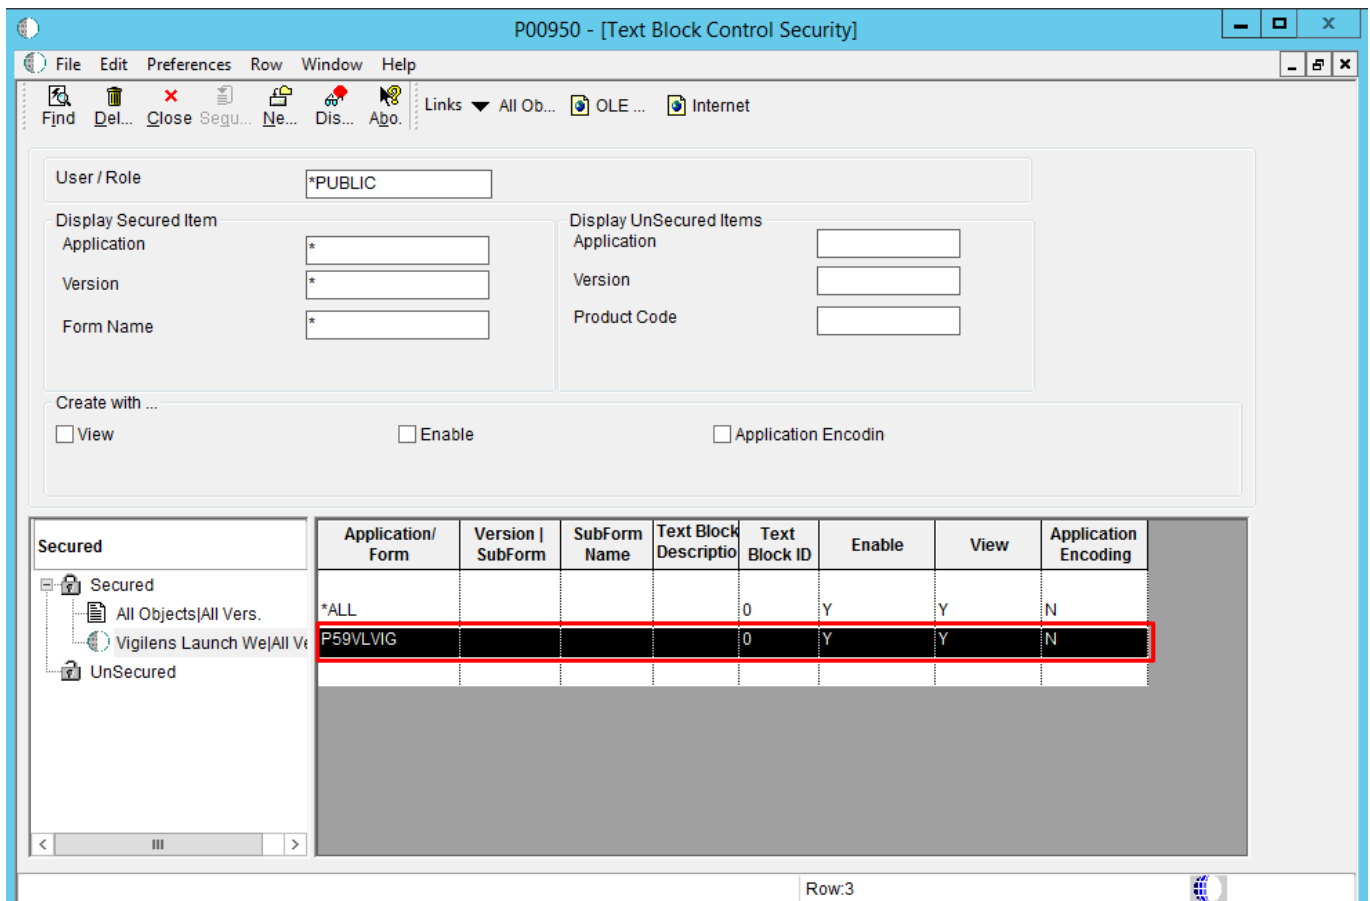 P00950 - [Text Block Control Security]
File Edit Preferences Row Window Help
Find Del... Close Sequ... Ne... Dis... Abo. Links All Ob... OLE ... Internet
User / Role *PUBLIC
Display Secured Item
Application *
Version *
Form Name *
Display UnSecured Items
Application
Version
Product Code
Create with ...
View Enable Application Encodin
Secured
Secured
All Objects|All Vers.
Vigilens Launch We|All Ve
UnSecured
Application/ Form Version | SubForm SubForm Name Text Block Descriptio Text Block ID Enable View Application Encoding
*ALL 0 Y Y N
P59VLVIG 0 Y Y N
Row:3